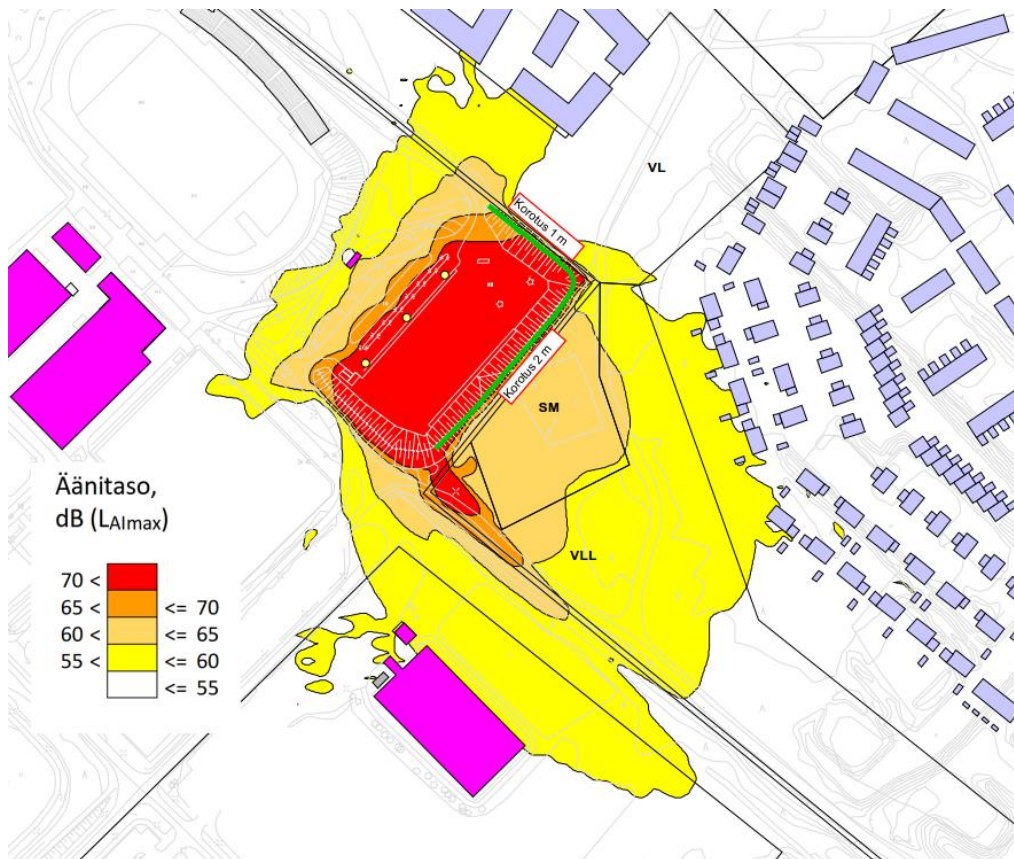 VL
Korotus 1 m
Korotus 2 m
SM
VLL
Äänitaso,
dB (LAImax)
70 <
65 < <= 70
60 < <= 65
55 < <= 60
<= 55